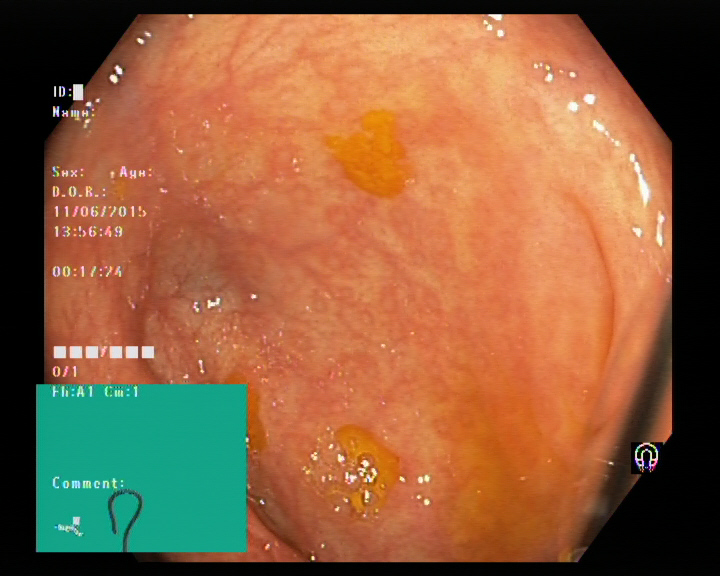 ID:
Name:
Sex: Age:
D.O.B.:
11/06/2015
13:56:49
00:17:24
■■■/■■■
0/1
Ph:A1 Cm:1
Comment: